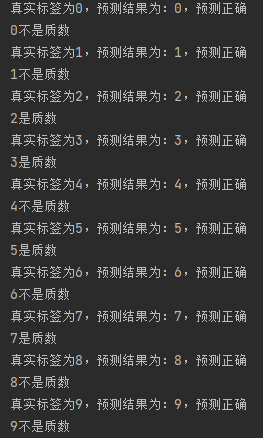 真实标签为0，预测结果为：0，预测正确
0不是质数
真实标签为1，预测结果为：1，预测正确
1不是质数
真实标签为2，预测结果为：2，预测正确
2是质数
真实标签为3，预测结果为：3，预测正确
3是质数
真实标签为4，预测结果为：4，预测正确
4不是质数
真实标签为5，预测结果为：5，预测正确
5是质数
真实标签为6，预测结果为：6，预测正确
6不是质数
真实标签为7，预测结果为：7，预测正确
7是质数
真实标签为8，预测结果为：8，预测正确
8不是质数
真实标签为9，预测结果为：9，预测正确
9不是质数